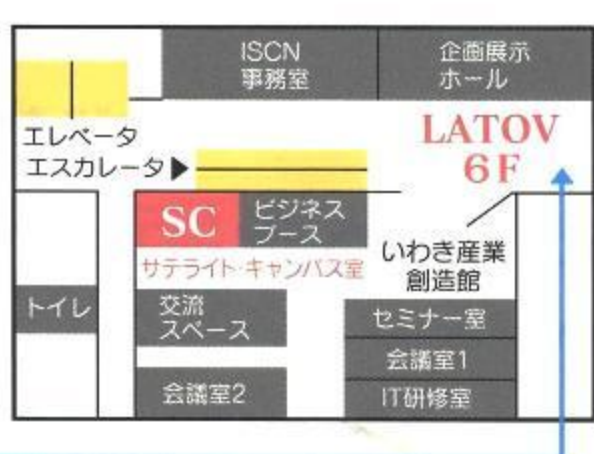 ISCN
事務室
企画展示
ホール
エレベータ
エスカレータ▶
LATOV
6F
SC
ビジネス
ブース
サテライト・キャンパス室
いわき産業
創造館
トイレ
交流
スペース
セミナー室
会議室1
会議室2
IT研修室